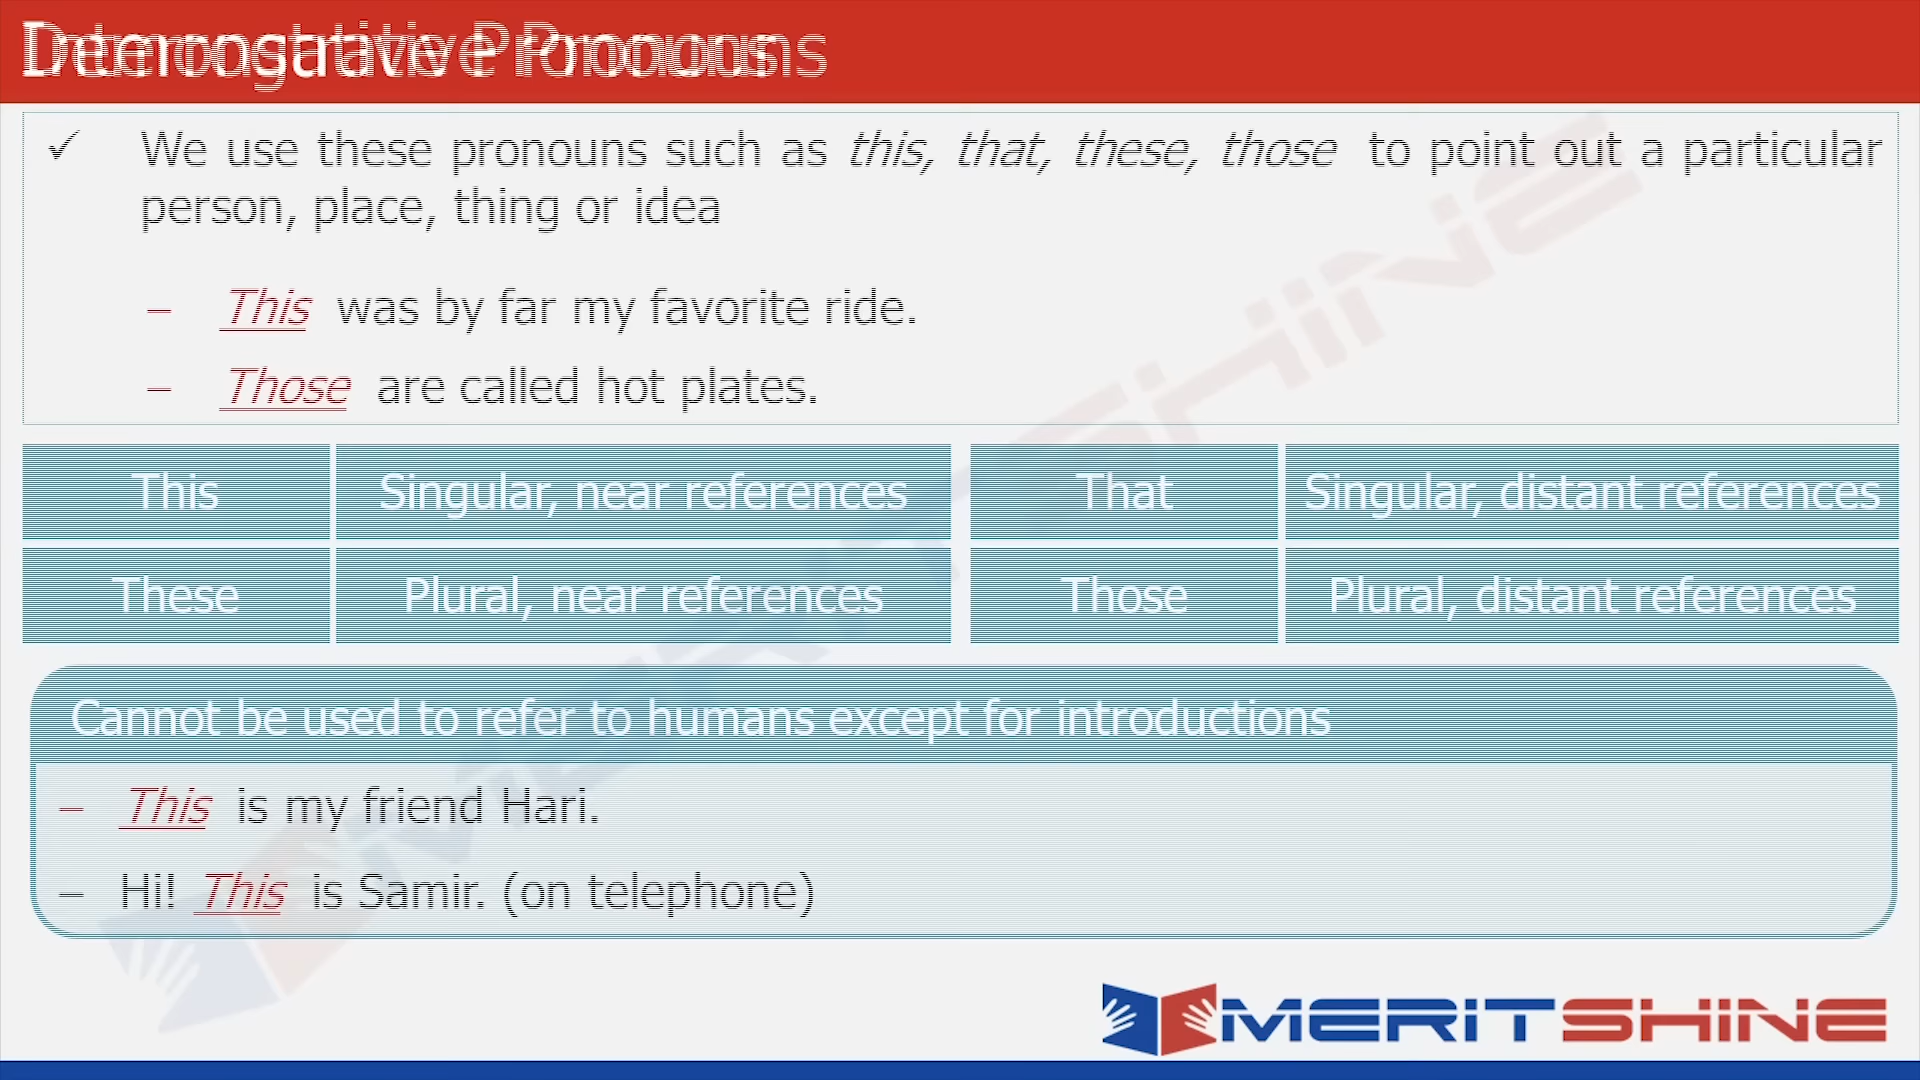 Demonstrative Pronouns
✓ We use these pronouns such as this, that, these, those to point out a particular
person, place, thing or idea
– This was by far my favorite ride.
– Those are called hot plates.
This Singular, near references That Singular, distant references
These Plural, near references Those Plural, distant references
Cannot be used to refer to humans except for introductions
– This is my friend Hari.
– Hi! This is Samir. (on telephone)
MERITSHINE
MERITSHINE